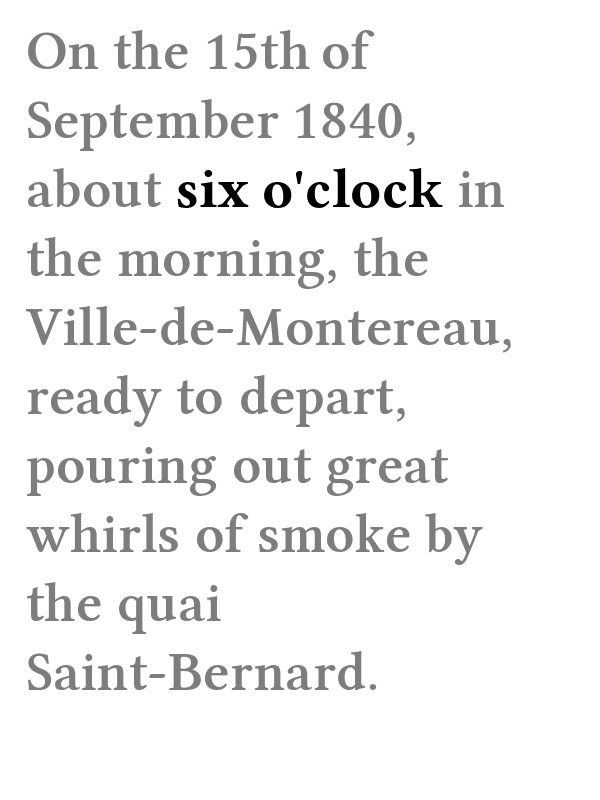 On the 15th of
September 1840,
about six o'clock in
the morning, the
Ville-de-Montereau,
ready to depart,
pouring out great
whirls of smoke by
the quai
Saint-Bernard.